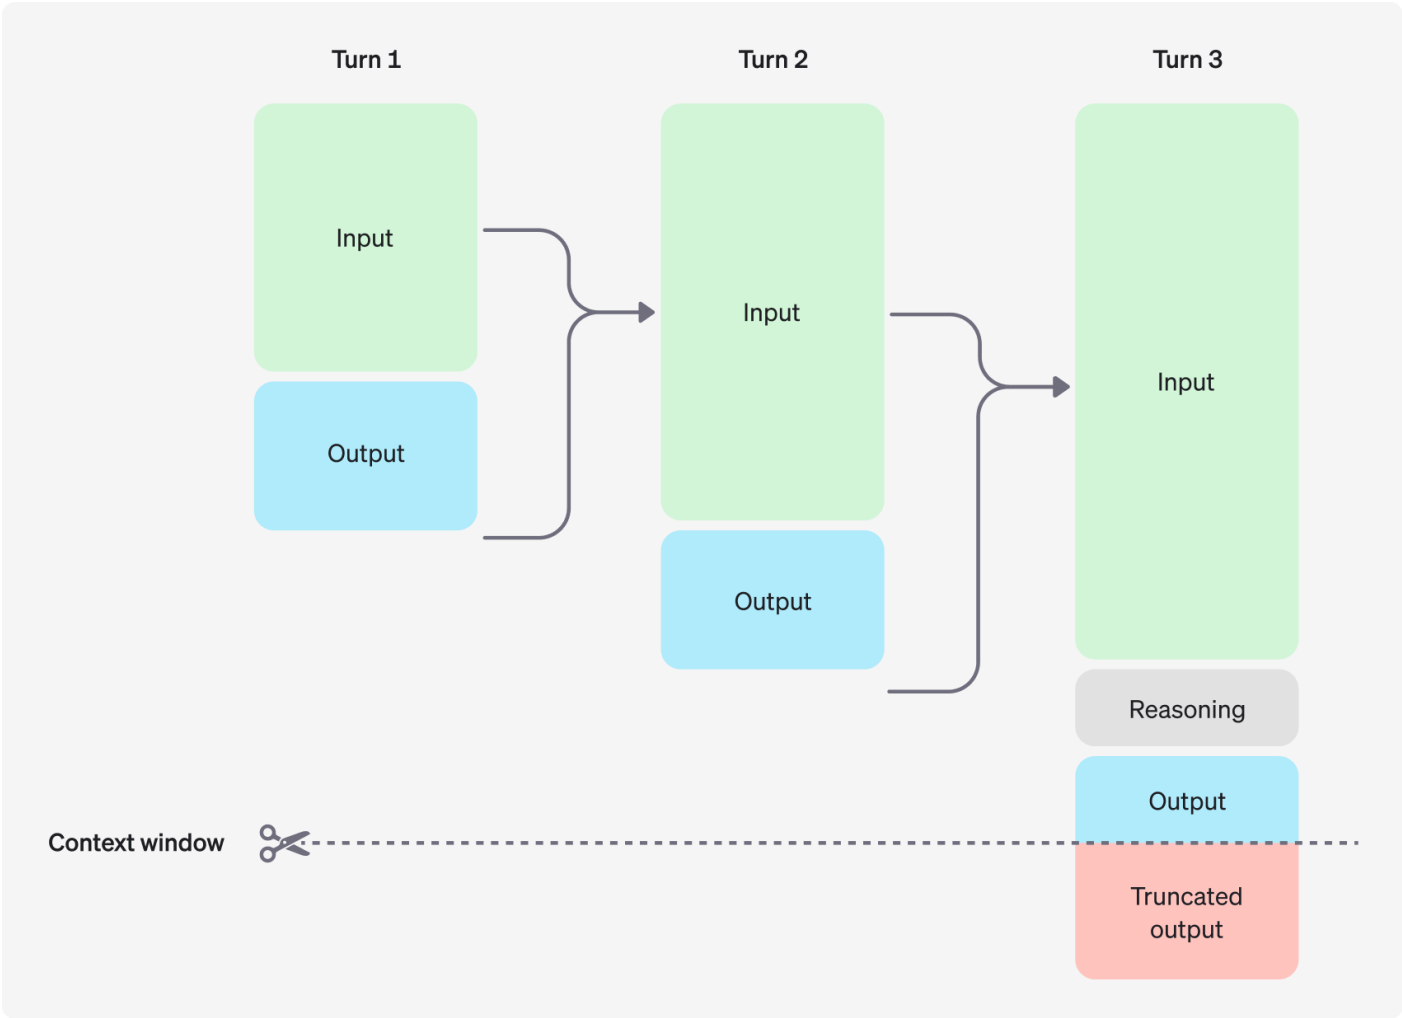 Turn 1
Turn 2
Turn 3
Input
Output
Input
Output
Input
Reasoning
Output
Context window
Truncated
output